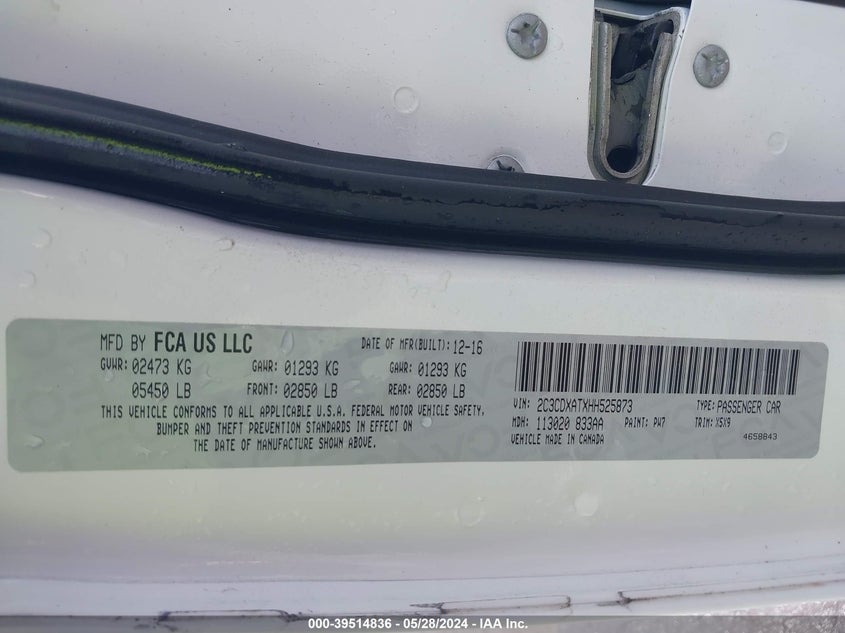 MFD BY FCA US LLC DATE OF MFR(BUILT): 12-16
GVWR: 02473 KG GAWR: 01293 KG GAWR: 01293 KG
05450 LB FRONT: 02850 LB REAR: 02850 LB
THIS VEHICLE CONFORMS TO ALL APPLICABLE U.S.A. FEDERAL MOTOR VEHICLE SAFETY,
BUMPER AND THEFT PREVENTION STANDARDS IN EFFECT ON
THE DATE OF MANUFACTURE SHOWN ABOVE.
VIN: 2C3CDXATXHH525873 TYPE: PASSENGER CAR
MDH: 113020 833AA PAINT: PW7 TRIM: X5X9
VEHICLE MADE IN CANADA 4658843
000-39514836 - 05/28/2024 - IAA Inc.